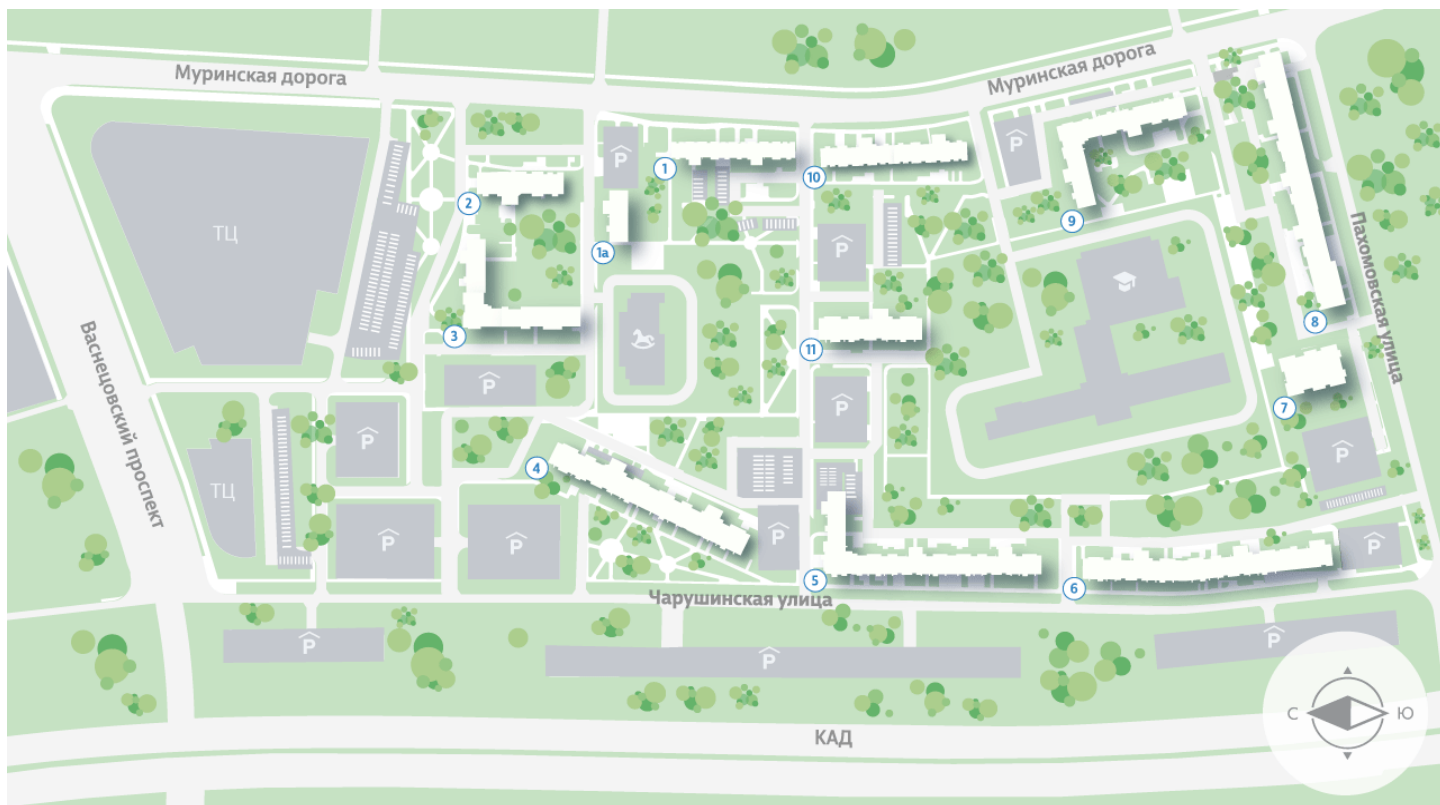 Муринская дорога
Муринская дорога
P
1
10
P
2
9
ТЦ
1а
Пахомовская улица
3
11
8
Васнецовский проспект
P
P
7
P
4
P
ТЦ
P
P
P
P
5
6
Чарушинская улица
P
P
P
С
Ю
КАД